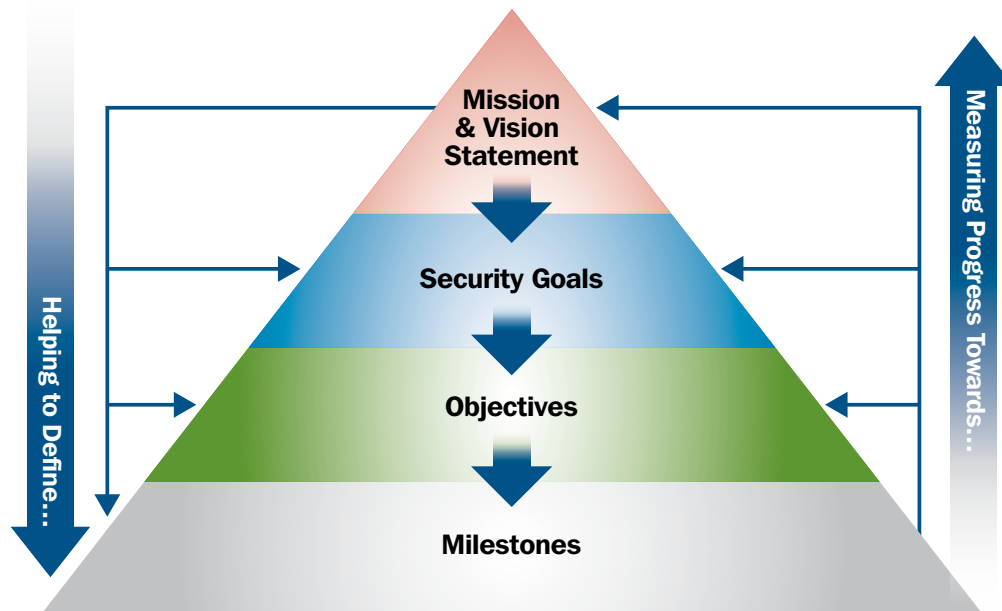 Mission
& Vision
Statement
Security Goals
Objectives
Milestones
Helping to Define...
Measuring Progress Towards...